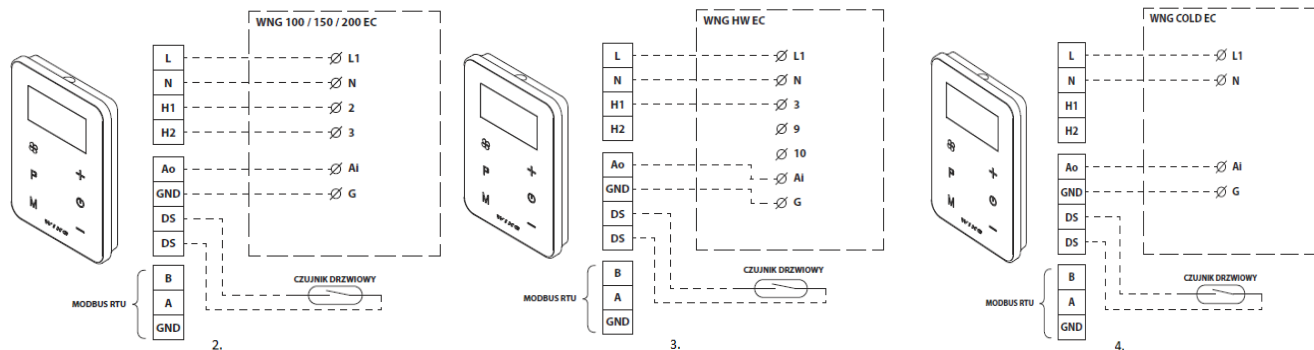 WNG 100 / 150 / 200 EC
L
L1
N
N
H1
2
H2
3
Ao
Ai
GND
G
DS
DS
P
M
WING
B
A
GND
MODBUS RTU
CZUJNIK DRZWIOWY
2.
WNG HW EC
L
L1
N
N
H1
3
H2
9
10
Ao
Ai
GND
G
DS
DS
P
M
WING
B
A
GND
MODBUS RTU
CZUJNIK DRZWIOWY
3.
WNG COLD EC
L
L1
N
N
H1
H2
Ao
Ai
GND
G
DS
DS
P
M
WING
B
A
GND
MODBUS RTU
CZUJNIK DRZWIOWY
4.